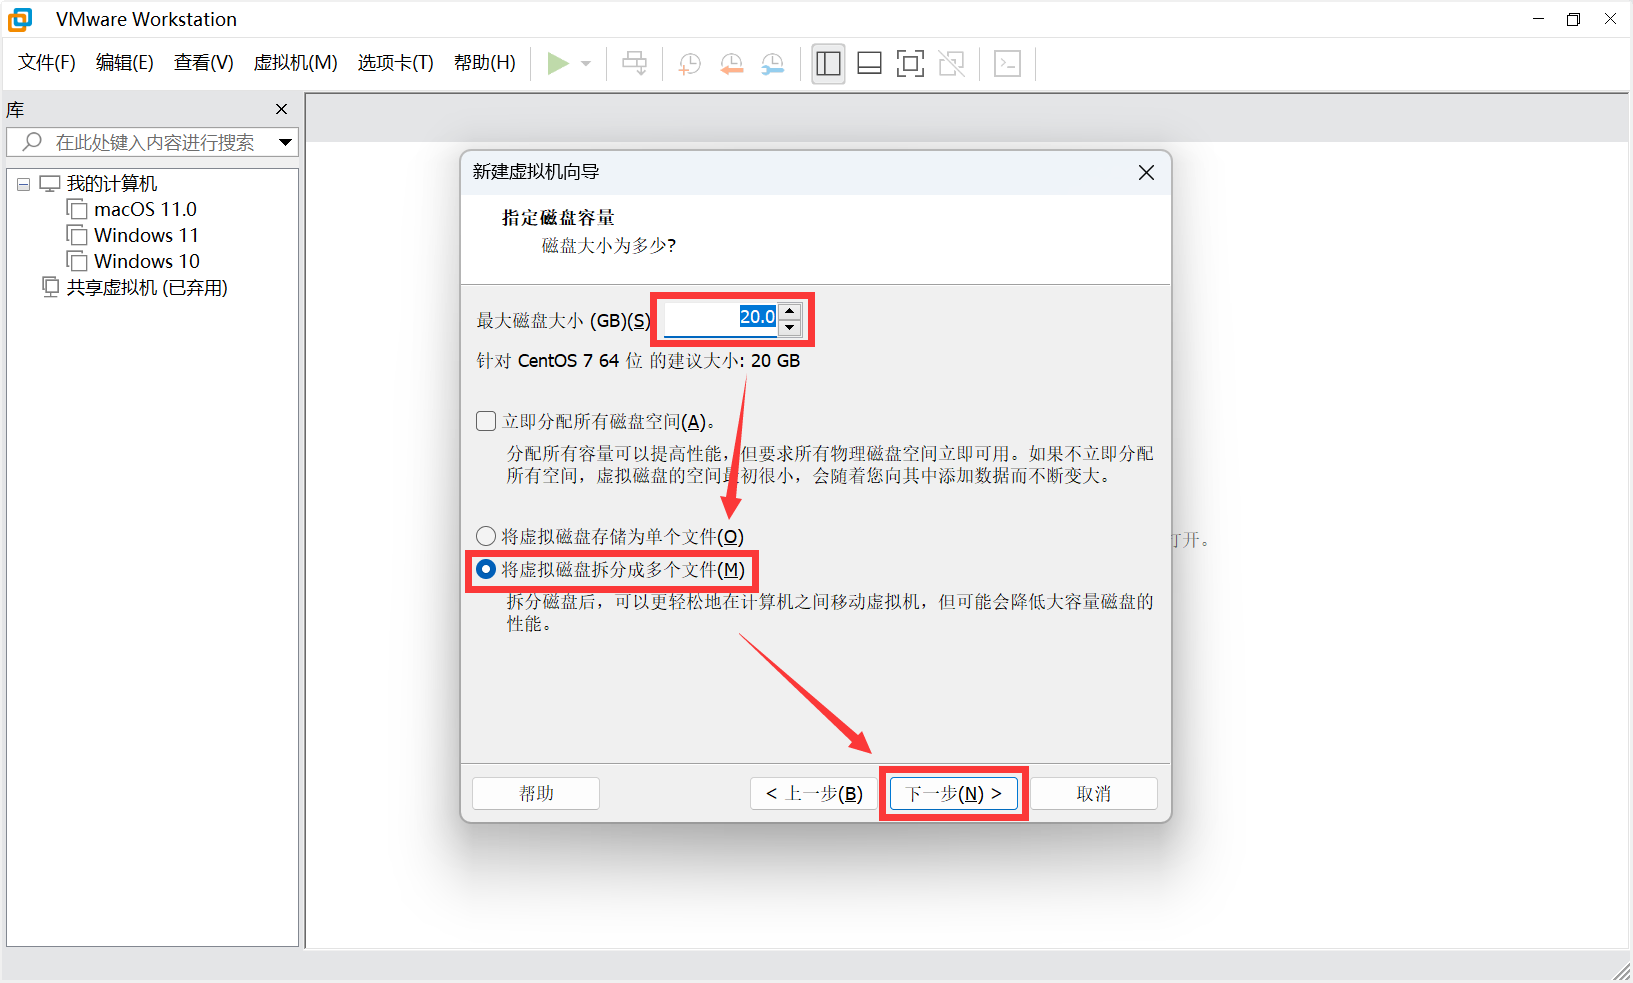 VMware Workstation
文件(F) 编辑(E) 查看(V) 虚拟机(M) 选项卡(T) 帮助(H)
库
在此处键入内容进行搜索
我的计算机
macOS 11.0
Windows 11
Windows 10
共享虚拟机 (已弃用)
新建虚拟机向导
指定磁盘容量
磁盘大小为多少?
最大磁盘大小 (GB)(S) 20.0
针对 CentOS 7 64 位 的建议大小: 20 GB
立即分配所有磁盘空间(A)。
分配所有容量可以提高性能，但要求所有物理磁盘空间立即可用。如果不立即分配
所有空间，虚拟磁盘的空间最初很小，会随着您向其中添加数据而不断变大。
将虚拟磁盘存储为单个文件(O)
打开。
将虚拟磁盘拆分成多个文件(M)
拆分磁盘后，可以更轻松地在计算机之间移动虚拟机，但可能会降低大容量磁盘的
性能。
帮助 < 上一步(B) 下一步(N) > 取消